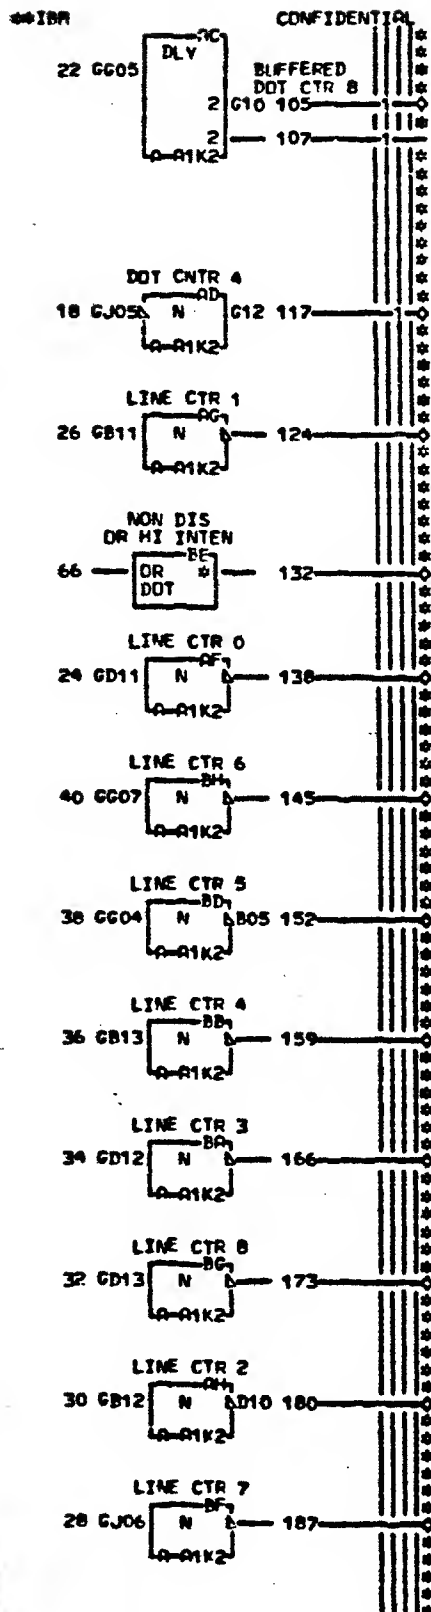 **IBM CONFIDENTIAL
AC
DLY
22 GG05 BUFFERED
DOT CTR 8
2 G10 105 1
2 107 1
A-A1K2
DOT CNTR 4
AD
18 GJ05 N G12 117 1
A-A1K2
LINE CTR 1
AG
26 GB11 N 124
A-A1K2
NON DIS
OR HI INTEN
BE
66 OR * 132
DOT
LINE CTR 0
AF
24 GD11 N 138
A-A1K2
LINE CTR 6
BH
40 GG07 N 145
A-A1K2
LINE CTR 5
BD
38 GG04 N B05 152
A-A1K2
LINE CTR 4
BB
36 GB13 N 159
A-A1K2
LINE CTR 3
BA
34 GD12 N 166
A-A1K2
LINE CTR 8
BG
32 GD13 N 173
A-A1K2
LINE CTR 2
AH
30 GB12 N D10 180
A-A1K2
LINE CTR 7
BF
28 GJ06 N 187
A-A1K2